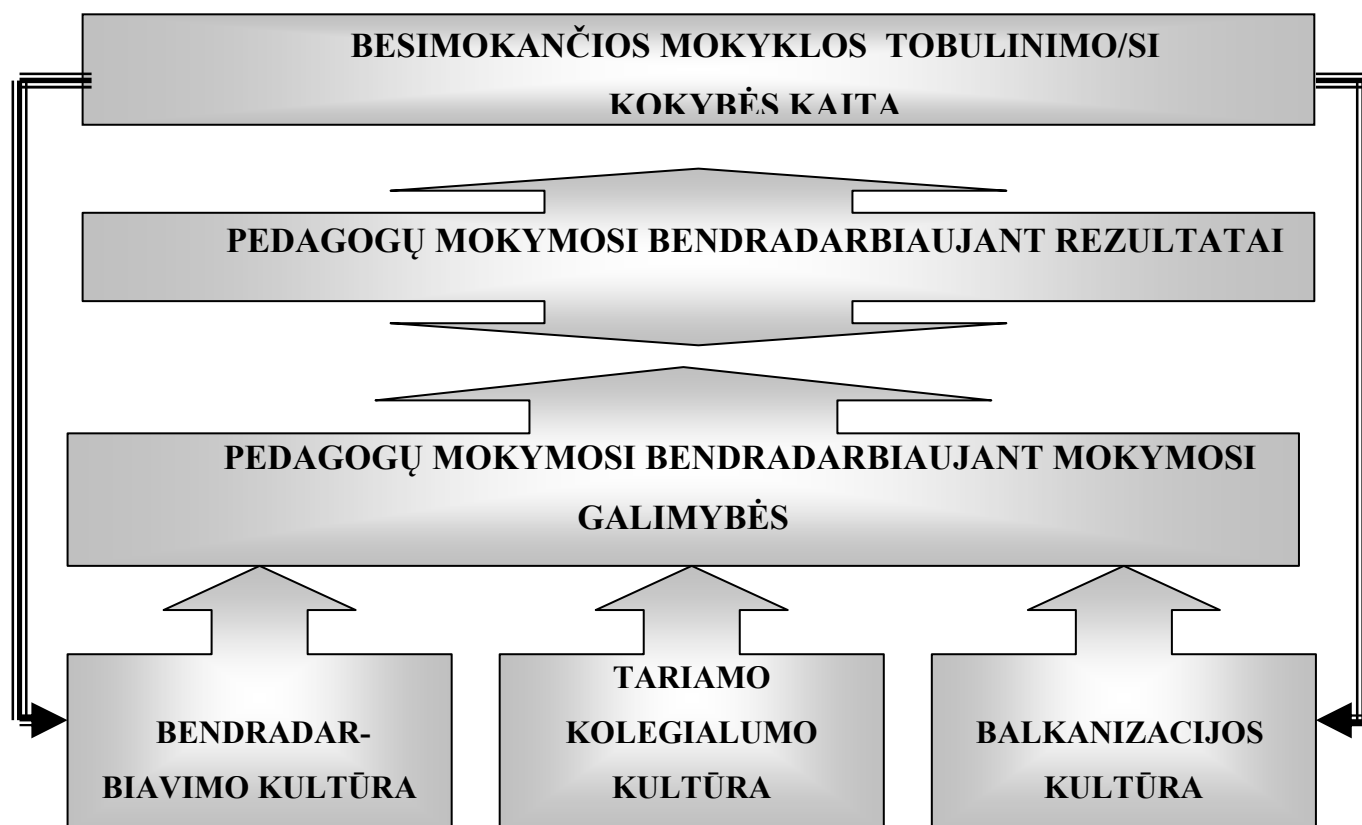 BESIMOKANČIOS MOKYKLOS TOBULINIMO/SI
KOKYBĖS KAITA
PEDAGOGŲ MOKYMOSI BENDRADARBIAUJANT REZULTATAI
PEDAGOGŲ MOKYMOSI BENDRADARBIAUJANT MOKYMOSI
GALIMYBĖS
BENDRADAR-
BIAVIMO KULTŪRA
TARIAMO
KOLEGIALUMO
KULTŪRA
BALKANIZACIJOS
KULTŪRA